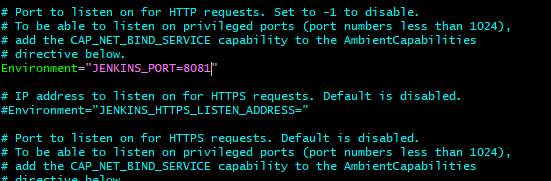 # Port to listen on for HTTP requests. Set to -1 to disable.
# To be able to listen on privileged ports (port numbers less than 1024),
# add the CAP_NET_BIND_SERVICE capability to the AmbientCapabilities
# directive below.
Environment="JENKINS_PORT=8081"
# IP address to listen on for HTTPS requests. Default is disabled.
#Environment="JENKINS_HTTPS_LISTEN_ADDRESS="
# Port to listen on for HTTPS requests. Default is disabled.
# To be able to listen on privileged ports (port numbers less than 1024),
# add the CAP_NET_BIND_SERVICE capability to the AmbientCapabilities
# directive below.